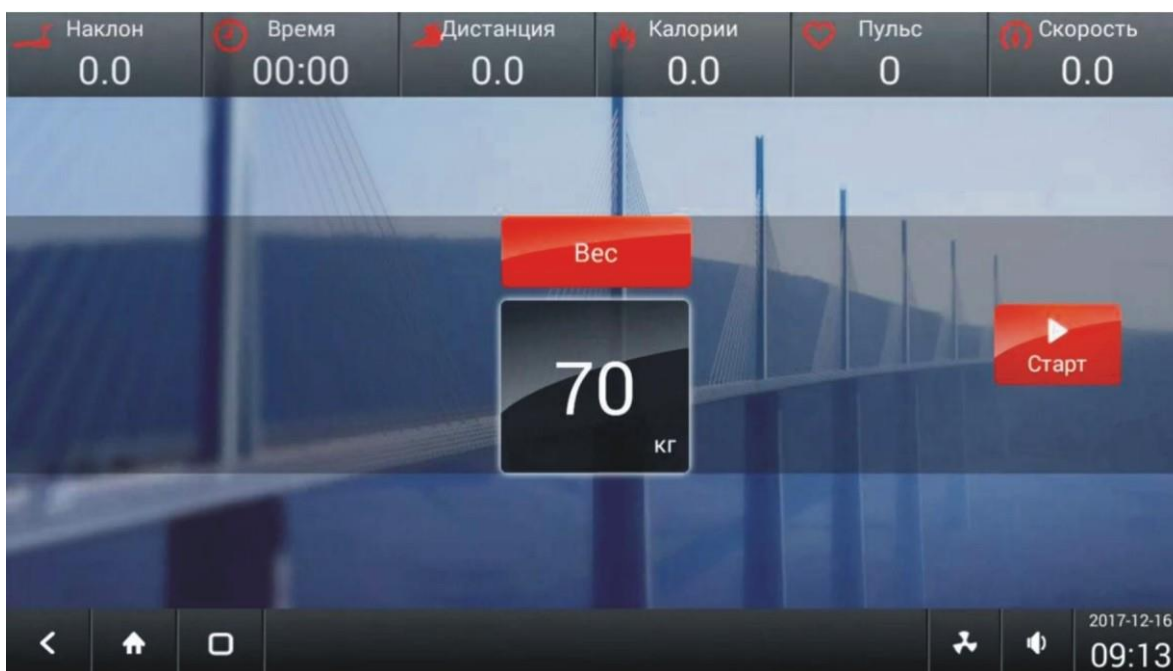 Наклон
0.0
Время
00:00
Дистанция
0.0
Калории
0.0
Пульс
0
Скорость
0.0
Вес
70
кг
Старт
2017-12-16
09:13